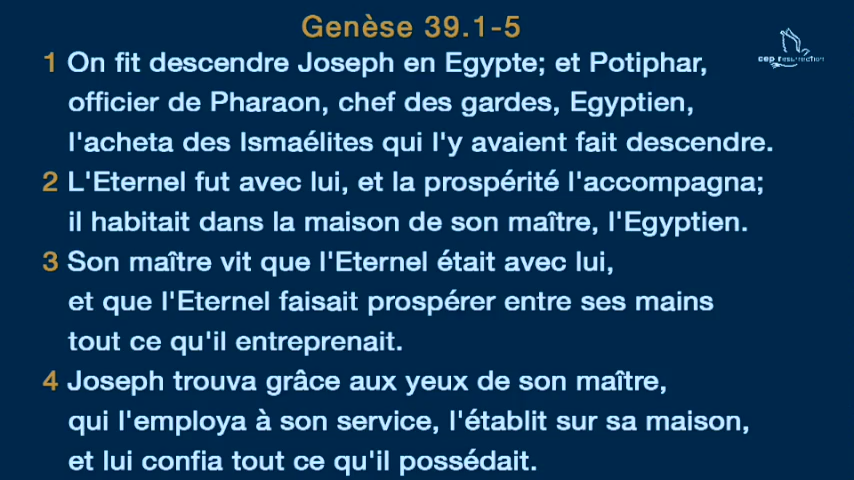 Genèse 39.1-5
1 On fit descendre Joseph en Egypte; et Potiphar,
officier de Pharaon, chef des gardes, Egyptien,
l'acheta des Ismaélites qui l'y avaient fait descendre.
2 L'Eternel fut avec lui, et la prospérité l'accompagna;
il habitait dans la maison de son maître, l'Egyptien.
3 Son maître vit que l'Eternel était avec lui,
et que l'Eternel faisait prospérer entre ses mains
tout ce qu'il entreprenait.
4 Joseph trouva grâce aux yeux de son maître,
qui l'employa à son service, l'établit sur sa maison,
et lui confia tout ce qu'il possédait.
cep résurrection